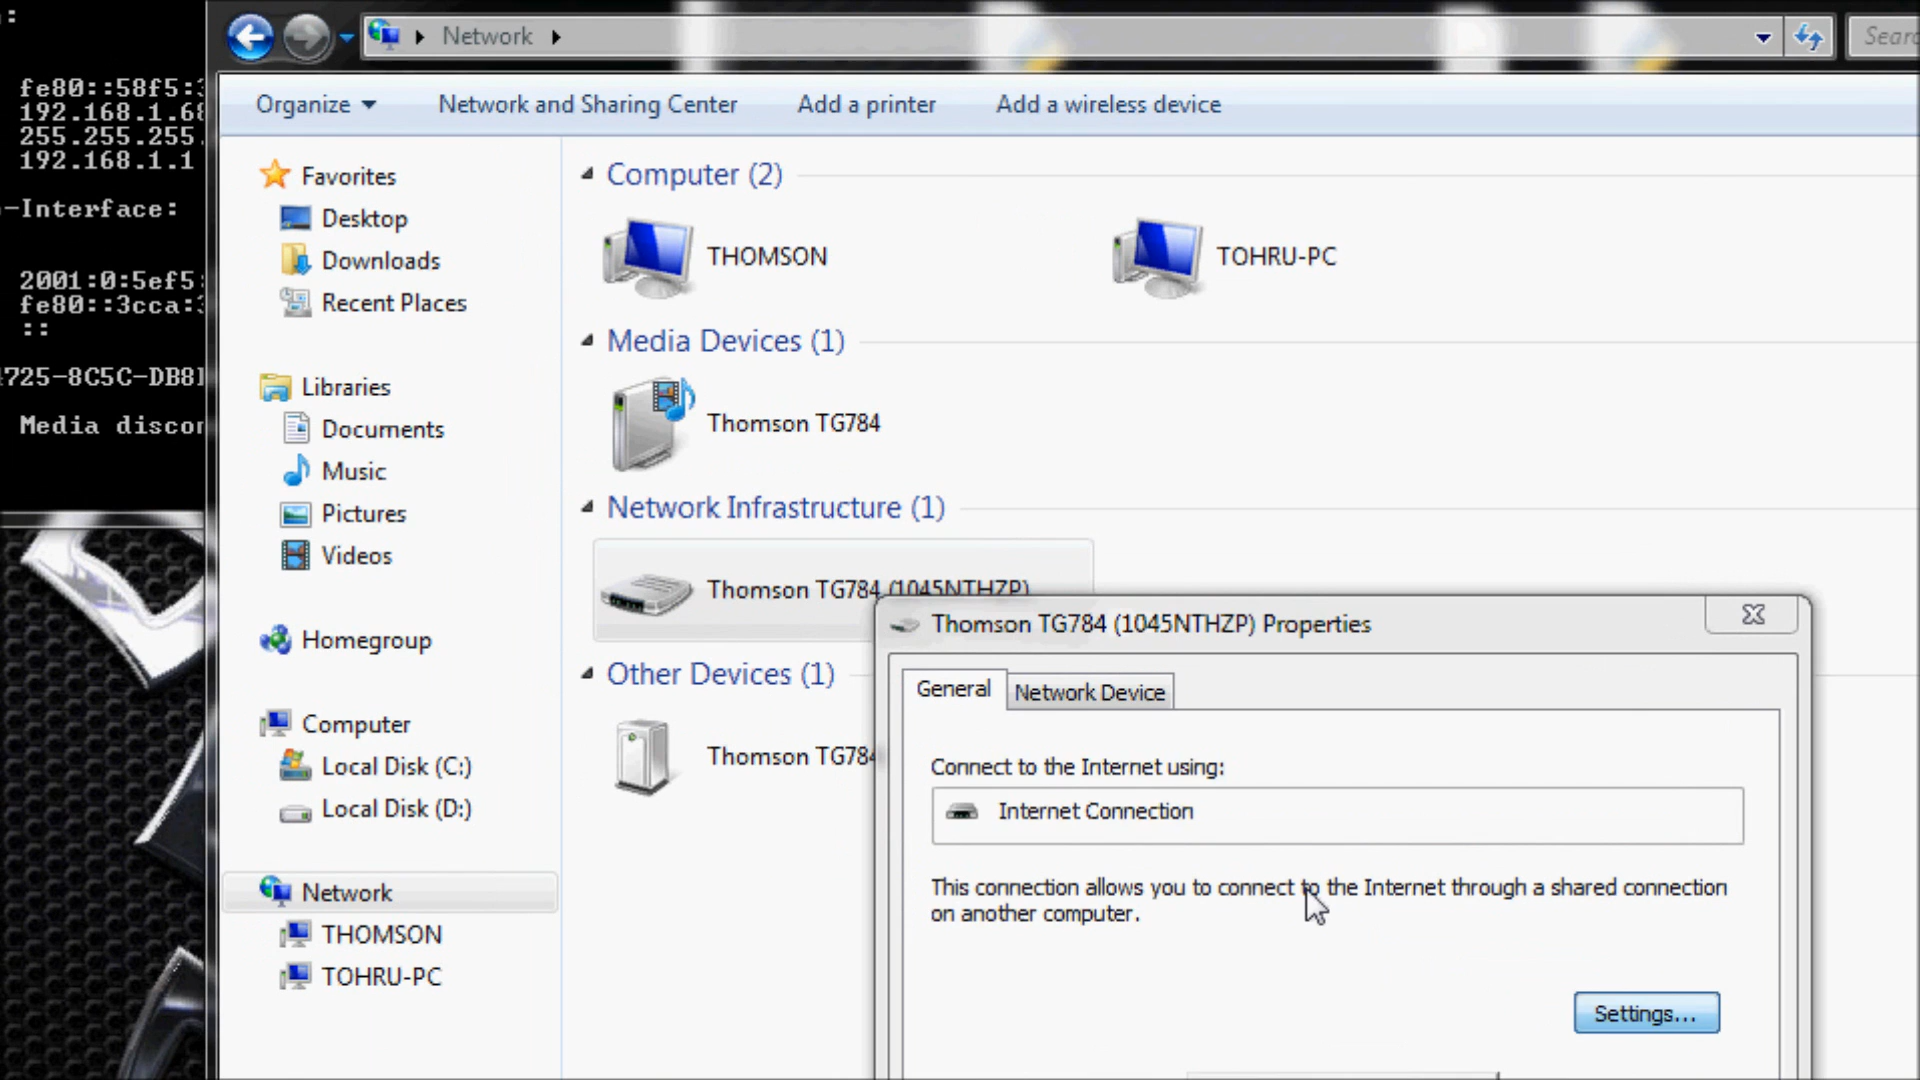 :
fe80::58f5:
192.168.1.68
255.255.255.
192.168.1.1
-Interface:
2001:0:5ef5:
fe80::3cca:
::
725-8C5C-DB8
Media discon
Network
Organize
Network and Sharing Center
Add a printer
Add a wireless device
Favorites
Desktop
Downloads
Recent Places
Libraries
Documents
Music
Pictures
Videos
Homegroup
Computer
Local Disk (C:)
Local Disk (D:)
Network
THOMSON
TOHRU-PC
Computer (2)
THOMSON
TOHRU-PC
Media Devices (1)
Thomson TG784
Network Infrastructure (1)
Thomson TG784 (1045NTHZP)
Other Devices (1)
Thomson TG784
Thomson TG784 (1045NTHZP) Properties
General
Network Device
Connect to the Internet using:
Internet Connection
This connection allows you to connect to the Internet through a shared connection
on another computer.
Settings...